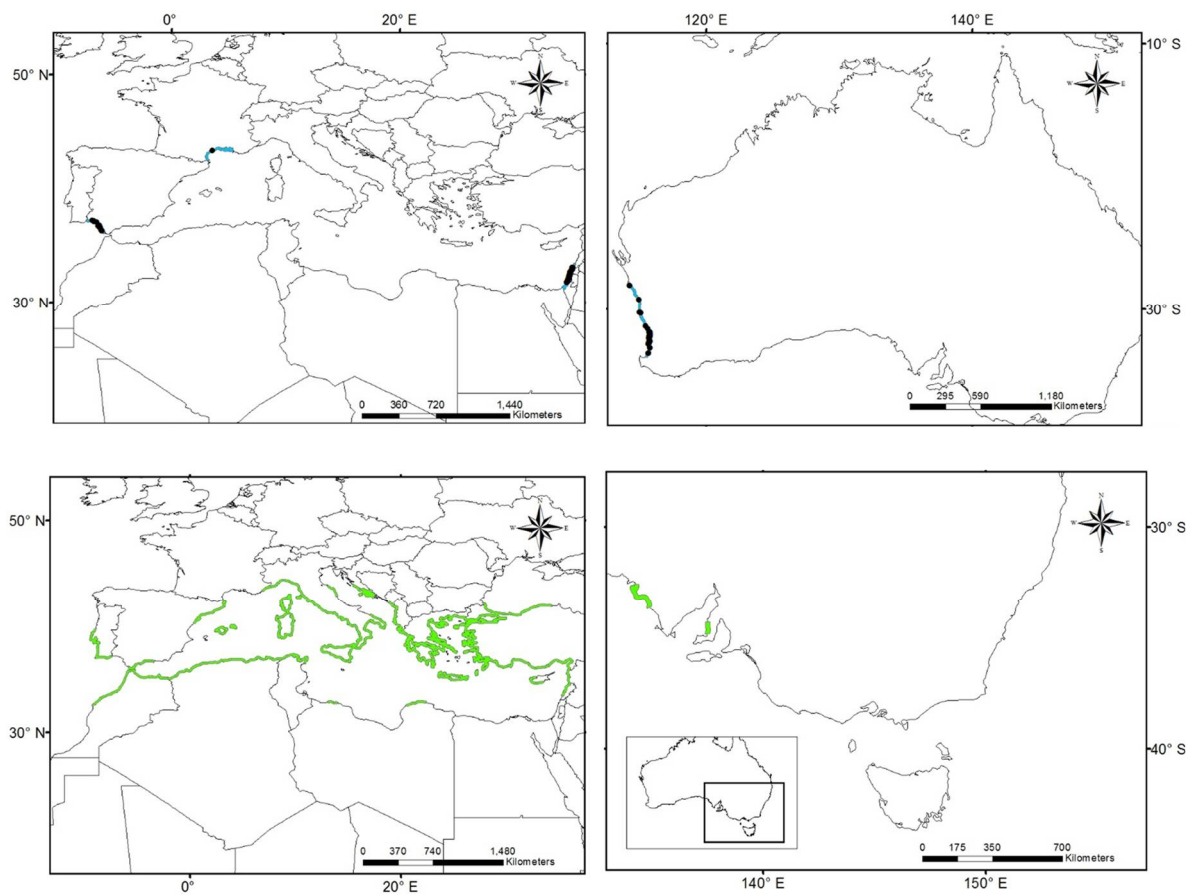 0° 20° E
120° E 140° E
50° N
30° N
10° S
30° S
N
W E
S
N
W E
S
0 360 720 1,440
Kilometers
0 295 590 1,180
Kilometers
50° N
30° N
30° S
40° S
N
W E
S
N
W E
S
0 370 740 1,480
Kilometers
0 175 350 700
Kilometers
0° 20° E
140° E 150° E